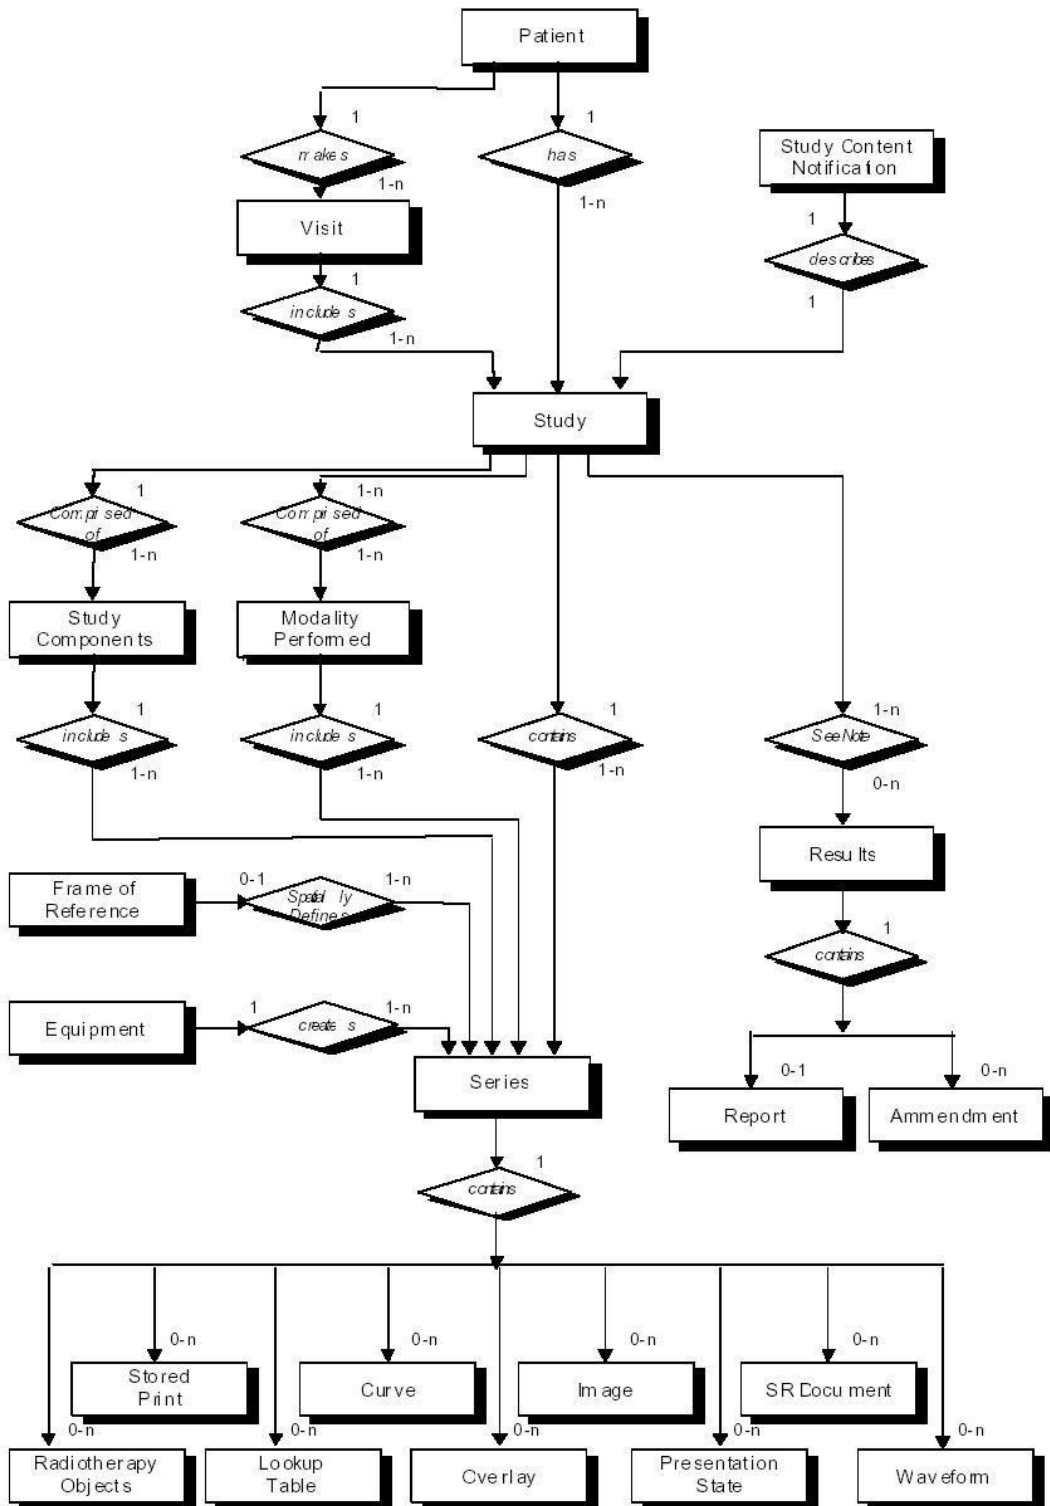 Patient
1
1
makes
has
Study Content
Notification
1-n
1-n
Visit
1
describes
1
1
includes
1-n
Study
1
1-n
Comprised
of
Comprised
of
1-n
1-n
Study
Components
Modality
Performed
1
1
1
1-n
includes
includes
contains
See Note
1-n
1-n
1-n
0-n
Results
Frame of
Reference
0-1
Spatially
Defines
1-n
1
contains
Equipment
1
creates
1-n
Series
0-1
0-n
Report
Ammendment
1
contains
0-n
0-n
0-n
0-n
Stored
Print
Curve
Image
SR Document
0-n
0-n
0-n
0-n
0-n
Radiotherapy
Objects
Lookup
Table
Overlay
Presentation
State
Waveform